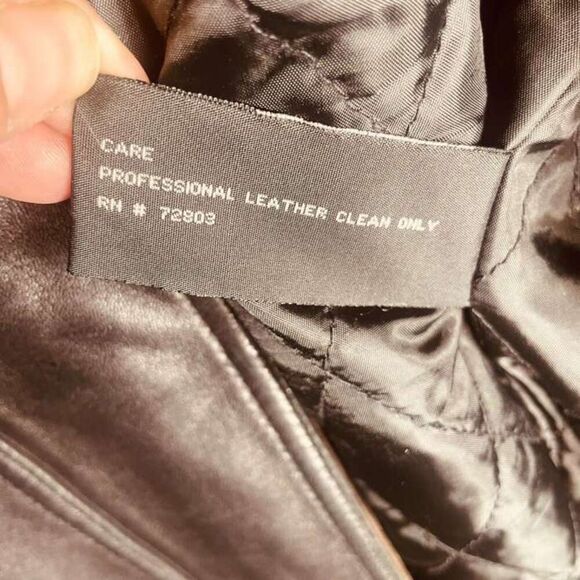 CARE
PROFESSIONAL LEATHER CLEAN ONLY
RN # 72803